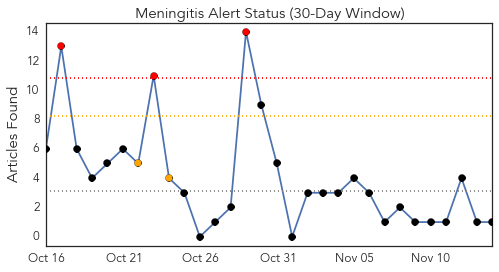 Meningitis Alert Status (30-Day Window)
Articles Found
14
12
10
8
6
4
2
0
Oct 16 Oct 21 Oct 26 Oct 31 Nov 05 Nov 10